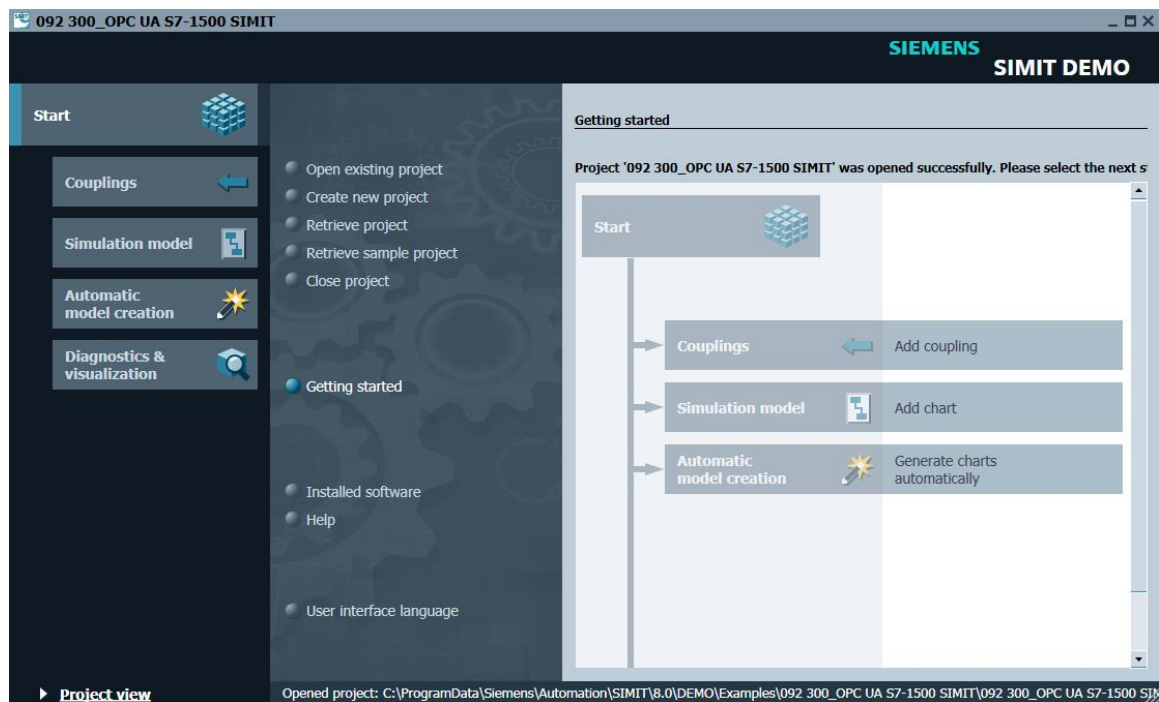 092 300_OPC UA S7-1500 SIMIT
SIEMENS
SIMIT DEMO
Start
Couplings
Simulation model
Automatic
model creation
Diagnostics &
visualization
Project view
Open existing project
Create new project
Retrieve project
Retrieve sample project
Close project
Getting started
Installed software
Help
User interface language
Getting started
Project '092 300_OPC UA S7-1500 SIMIT' was opened successfully. Please select the next s
Start
Couplings
Add coupling
Simulation model
Add chart
Automatic
model creation
Generate charts
automatically
Opened project: C:\ProgramData\Siemens\Automation\SIMIT\8.0\DEMO\Examples\092 300_OPC UA S7-1500 SIMIT\092 300_OPC UA S7-1500